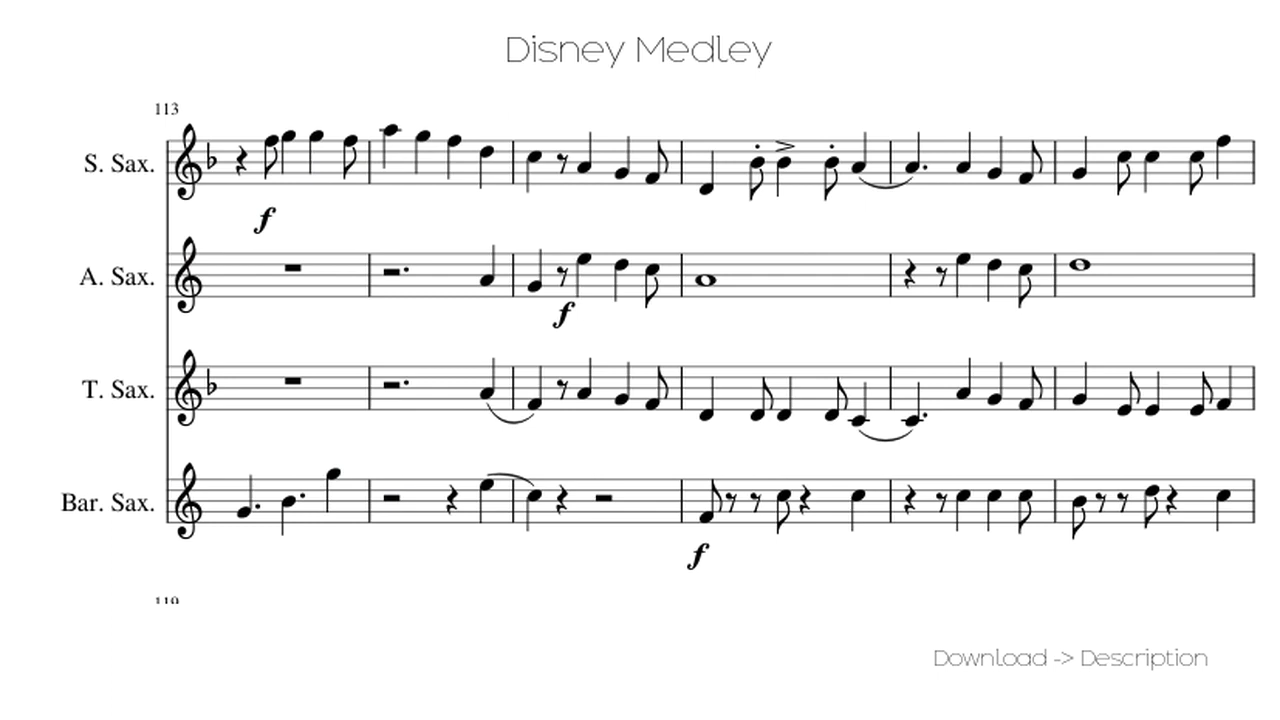 Disney Medley
113
S. Sax.
f
A. Sax.
f
T. Sax.
Bar. Sax.
f
Download -> Description